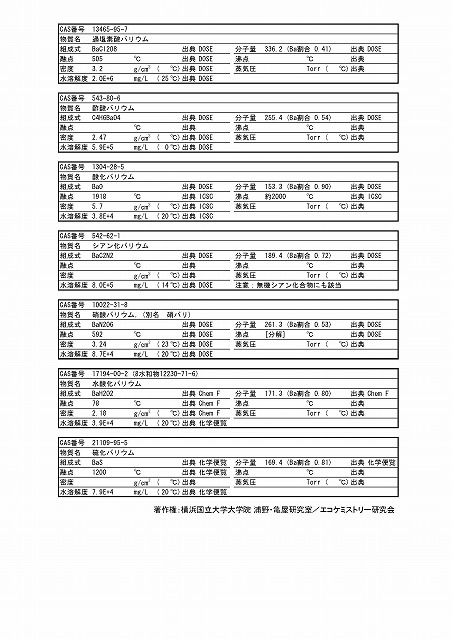 CAS番号 13465-95-7
物質名 過塩素酸バリウム
組成式 BaCl2O8 出典 DOSE 分子量 336.2 (Ba割合 0.41) 出典 DOSE
融点 505 ℃ 出典 DOSE 沸点 ℃ 出典
密度 3.2 g/cm³ ( ℃) 出典 DOSE 蒸気圧 Torr ( ℃) 出典
水溶解度 2.0E+6 mg/L (25℃) 出典 DOSE
CAS番号 543-80-6
物質名 酢酸バリウム
組成式 C4H6BaO4 出典 DOSE 分子量 255.4 (Ba割合 0.54) 出典 DOSE
融点 ℃ 出典 沸点 ℃ 出典
密度 2.47 g/cm³ ( ℃) 出典 DOSE 蒸気圧 Torr ( ℃) 出典
水溶解度 5.9E+5 mg/L ( 0℃) 出典 DOSE
CAS番号 1304-28-5
物質名 酸化バリウム
組成式 BaO 出典 DOSE 分子量 153.3 (Ba割合 0.90) 出典 DOSE
融点 1918 ℃ 出典 ICSC 沸点 約2000 ℃ 出典 ICSC
密度 5.7 g/cm³ ( ℃) 出典 ICSC 蒸気圧 Torr ( ℃) 出典
水溶解度 3.8E+4 mg/L (20℃) 出典 ICSC
CAS番号 542-62-1
物質名 シアン化バリウム
組成式 BaC2N2 出典 DOSE 分子量 189.4 (Ba割合 0.72) 出典 DOSE
融点 ℃ 出典 沸点 ℃ 出典
密度 g/cm³ ( ℃) 出典 蒸気圧 Torr ( ℃) 出典
水溶解度 8.0E+5 mg/L (14℃) 出典 DOSE 注意：無機シアン化合物にも該当
CAS番号 10022-31-8
物質名 硝酸バリウム. (別名 硝バリ)
組成式 BaN2O6 出典 DOSE 分子量 261.3 (Ba割合 0.53) 出典 DOSE
融点 592 ℃ 出典 DOSE 沸点 [分解] ℃ 出典 DOSE
密度 3.24 g/cm³ (23℃) 出典 DOSE 蒸気圧 Torr ( ℃) 出典
水溶解度 8.7E+4 mg/L (20℃) 出典 DOSE
CAS番号 17194-00-2 (8水和物12230-71-6)
物質名 水酸化バリウム
組成式 BaH2O2 出典 Chem F 分子量 171.3 (Ba割合 0.80) 出典 Chem F
融点 78 ℃ 出典 Chem F 沸点 ℃ 出典
密度 2.18 g/cm³ ( ℃) 出典 Chem F 蒸気圧 Torr ( ℃) 出典
水溶解度 3.9E+4 mg/L (20℃) 出典 化学便覧
CAS番号 21109-95-5
物質名 硫化バリウム
組成式 BaS 出典 化学便覧 分子量 169.4 (Ba割合 0.81) 出典 化学便覧
融点 1200 ℃ 出典 化学便覧 沸点 ℃ 出典
密度 g/cm³ ( ℃) 出典 蒸気圧 Torr ( ℃) 出典
水溶解度 7.9E+4 mg/L (20℃) 出典 化学便覧
著作権：横浜国立大学大学院 浦野・亀屋研究室／エコケミストリー研究会